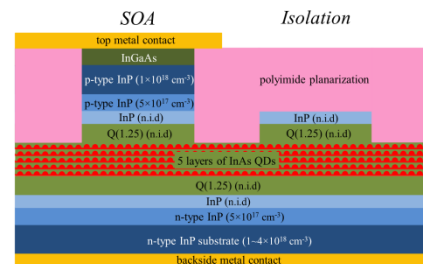 SOA
Isolation
top metal contact
InGaAs
p-type InP (1×10¹⁸ cm⁻³)
polyimide planarization
p-type InP (5×10¹⁷ cm⁻³)
InP (n.i.d)
InP (n.i.d)
Q(1.25) (n.i.d)
Q(1.25) (n.i.d)
5 layers of InAs QDs
Q(1.25) (n.i.d)
InP (n.i.d)
n-type InP (5×10¹⁷ cm⁻³)
n-type InP substrate (1~4×10¹⁸ cm⁻³)
backside metal contact